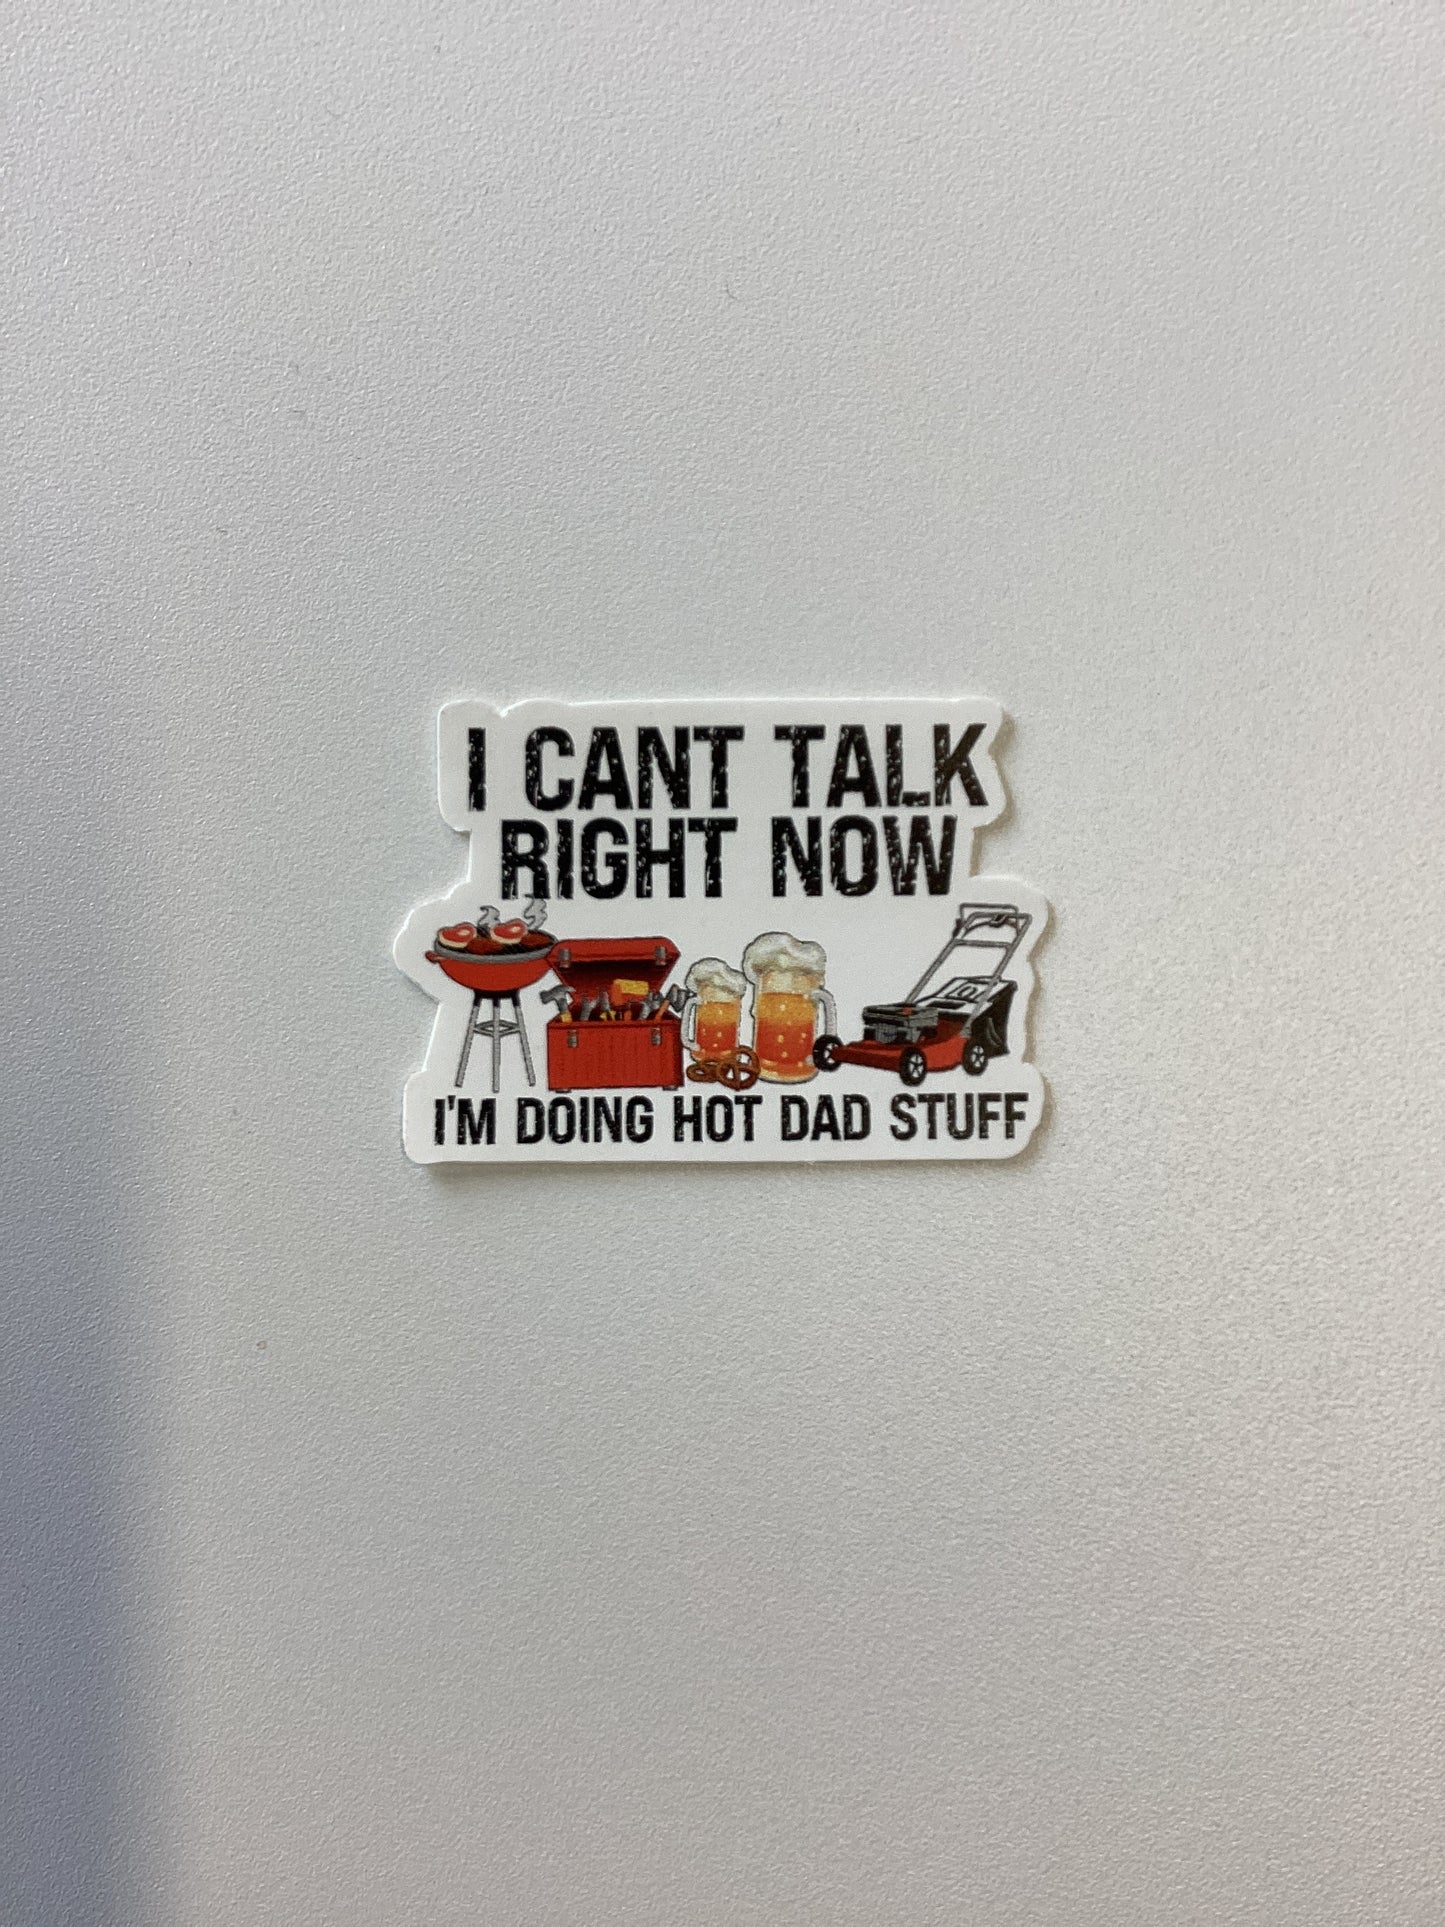 I CANT TALK
RIGHT NOW
I'M DOING HOT DAD STUFF